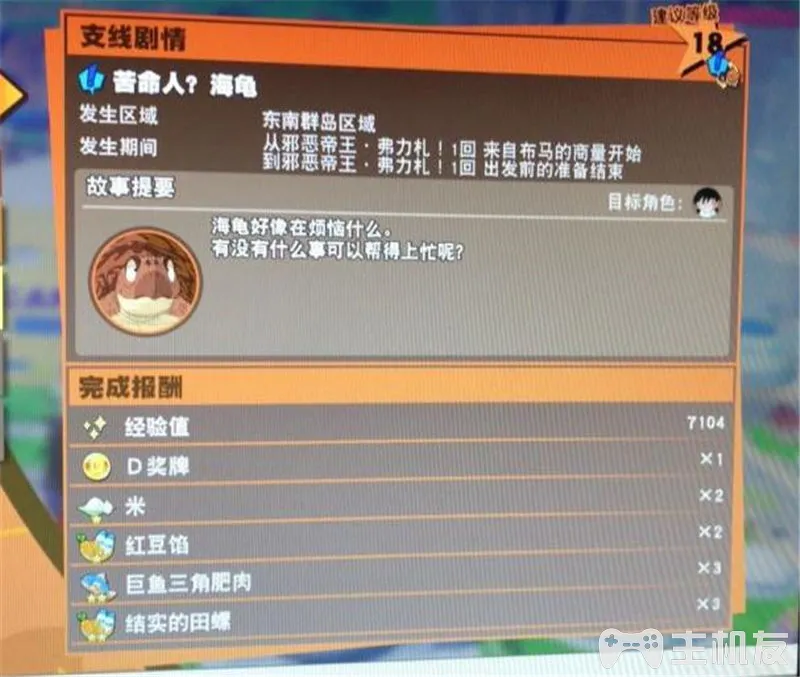 建议等级
18
支线剧情
苦命人? 海龟
发生区域 东南群岛区域
发生期间 从邪恶帝王·弗力札!1回 来自布马的商量开始
到邪恶帝王·弗力札!1回 出发前的准备结束
故事提要 目标角色:
海龟好像在烦恼什么。
有没有什么事可以帮得上忙呢?
完成报酬
经验值 7104
D奖牌 ×1
米 ×2
红豆馅 ×2
巨鱼三角肥肉 ×3
结实的田螺 ×3
主机友